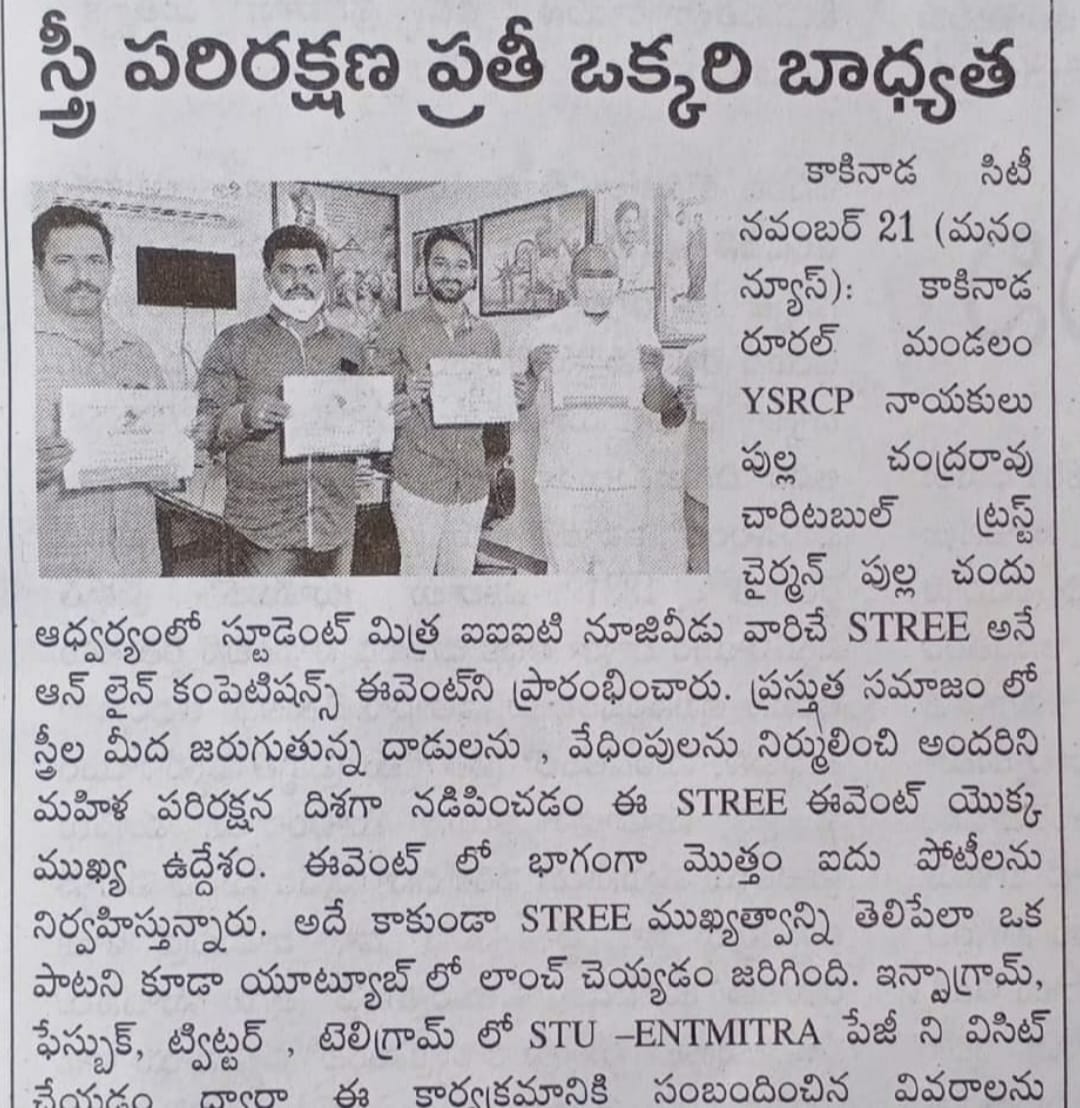 స్త్రీ పరిరక్షణ ప్రతీ ఒక్కరి బాధ్యత
కాకినాడ సిటీ
నవంబర్ 21 (మనం
న్యూస్): కాకినాడ
రూరల్ మండలం
YSRCP నాయకులు
పుల్ల చంద్రరావు
చారిటబుల్ ట్రస్ట్
చైర్మన్ పుల్ల చందు
ఆధ్వర్యంలో స్టూడెంట్ మిత్ర ఐఐఐటి నూజివీడు వారిచే STREE అనే
ఆన్ లైన్ కంపెటిషన్స్ ఈవెంట్‌ని ప్రారంభించారు. ప్రస్తుత సమాజం లో
స్త్రీల మీద జరుగుతున్న దాడులను , వేధింపులను నిర్ములించి అందరిని
మహిళ పరిరక్షన దిశగా నడిపించడం ఈ STREE ఈవెంట్ యొక్క
ముఖ్య ఉద్దేశం. ఈవెంట్ లో భాగంగా మొత్తం ఐదు పోటీలను
నిర్వహిస్తున్నారు. అదే కాకుండా STREE ముఖ్యత్వాన్ని తెలిపేలా ఒక
పాటని కూడా యూట్యూబ్ లో లాంచ్ చెయ్యడం జరిగింది. ఇన్స్టాగ్రామ్,
ఫేస్బుక్, ట్విట్టర్ , టెలిగ్రామ్ లో STU –ENTMITRA పేజీ ని విసిట్
చేయడం ద్వారా ఈ కార్యక్రమానికి సంబందించిన వివరాలను